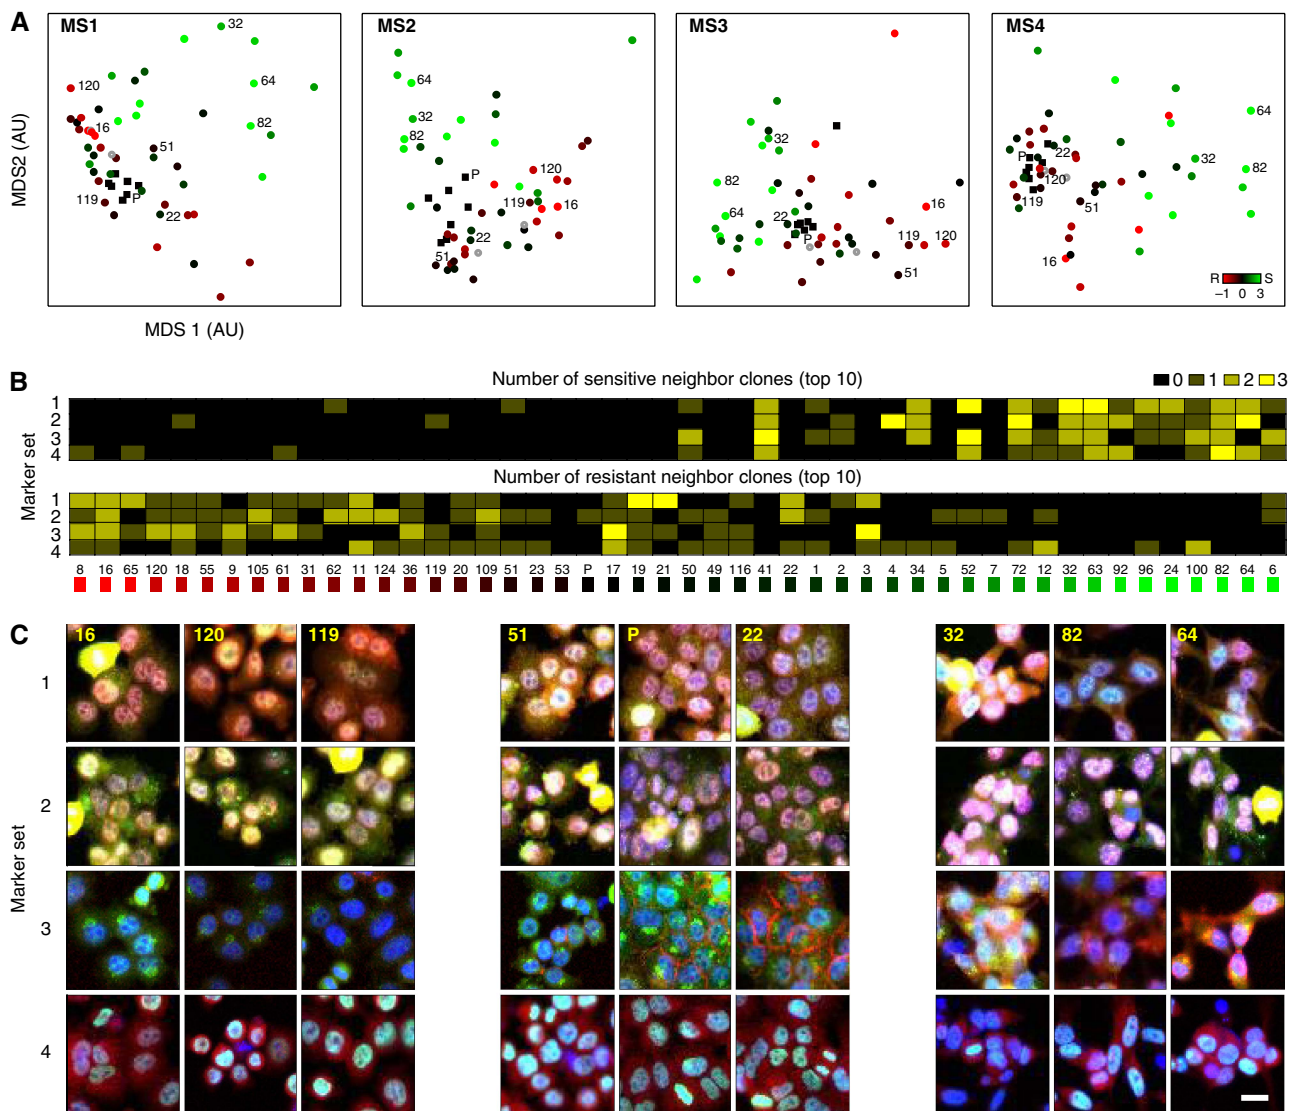 A
MS1
MS2
MS3
MS4
MDS2 (AU)
MDS 1 (AU)
32
64
82
120
16
51
119
P
22
64
32
82
P
120
119
16
22
51
32
82
64
22
P
16
119
120
51
64
22
P
32
82
120
119
51
16
R S
–1 0 3
B
Number of sensitive neighbor clones (top 10)
0 1 2 3
Marker set
1
2
3
4
Number of resistant neighbor clones (top 10)
1
2
3
4
8 16 65 120 18 55 9 105 61 31 62 11 124 36 119 20 109 51 23 53 P 17 19 21 50 49 116 41 22 1 2 3 4 34 5 52 7 72 12 32 63 92 96 24 100 82 64 6
C
16 120 119 51 P 22 32 82 64
Marker set
1
2
3
4